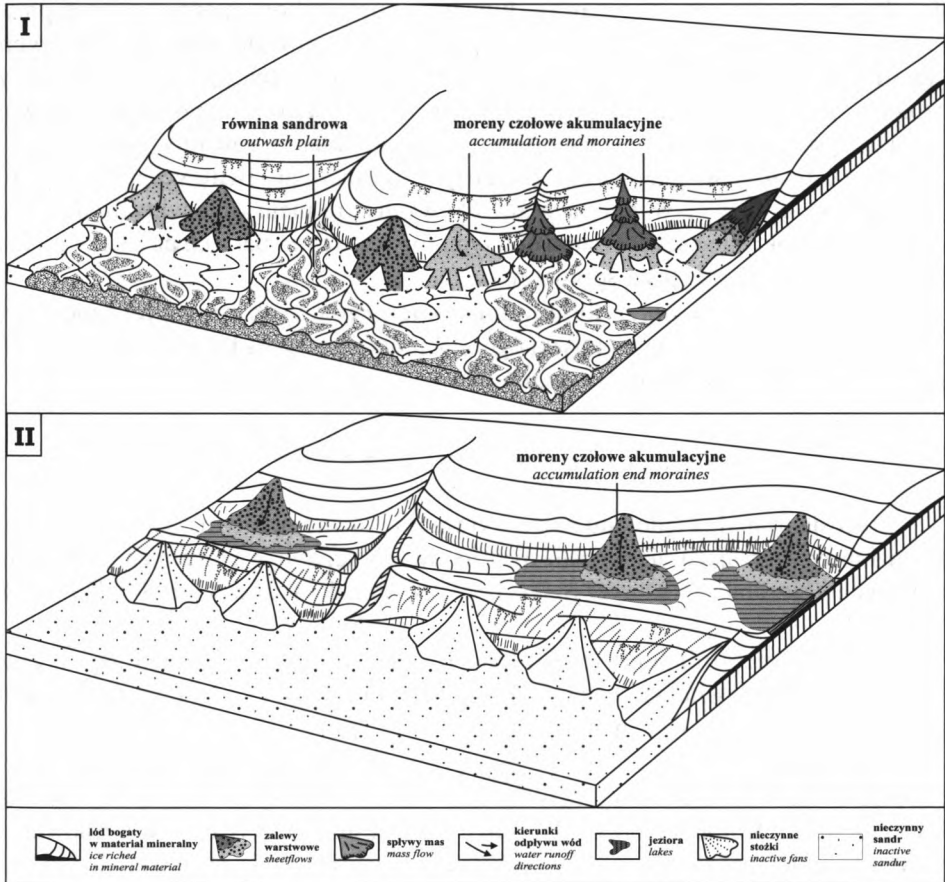 I
równina sandrowa
outwash plain
moreny czołowe akumulacyjne
accumulation end moraines
II
moreny czołowe akumulacyjne
accumulation end moraines
lód bogaty
w materiał mineralny
ice riched
in mineral material
zalewy
warstwowe
sheetflows
spływy mas
mass flow
kierunki
odpływu wód
water runoff
directions
jeziora
lakes
nieczynne
stożki
inactive fans
nieczynny
sandr
inactive
sandur